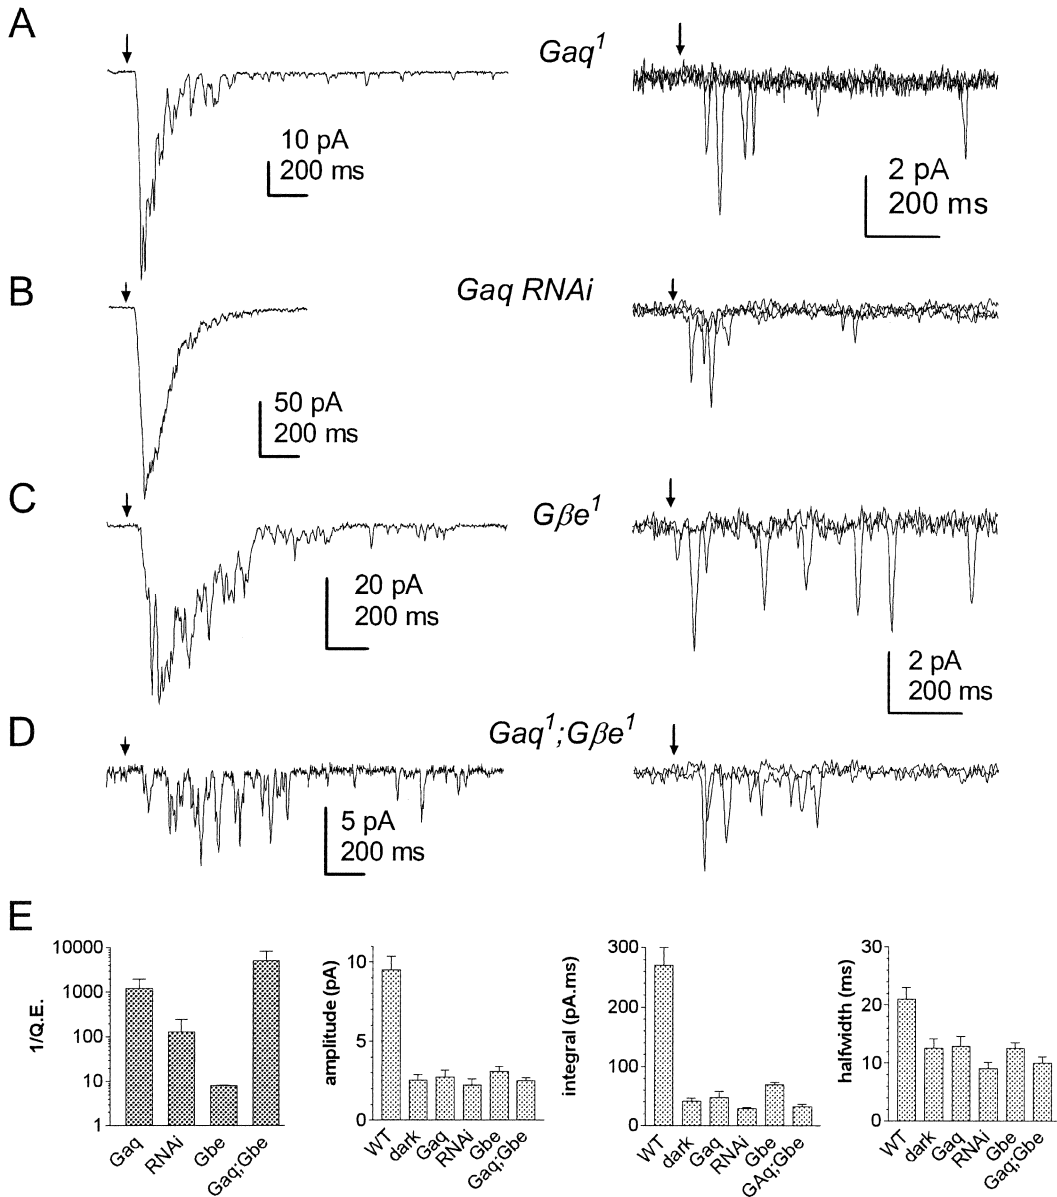 A
Gaq¹
10 pA
200 ms
2 pA
200 ms
B
Gaq RNAi
50 pA
200 ms
C
Gβe¹
20 pA
200 ms
2 pA
200 ms
D
Gaq¹;Gβe¹
5 pA
200 ms
E
1/Q.E.
10000
1000
100
10
1
Gaq
RNAi
Gbe
Gaq;Gbe
amplitude (pA)
10
5
0
WT
dark
Gaq
RNAi
Gbe
Gaq;Gbe
integral (pA.ms)
300
200
100
0
WT
dark
Gaq
RNAi
Gbe
GAq;Gbe
halfwidth (ms)
30
20
10
0
WT
dark
Gaq
RNAi
Gbe
Gaq;Gbe